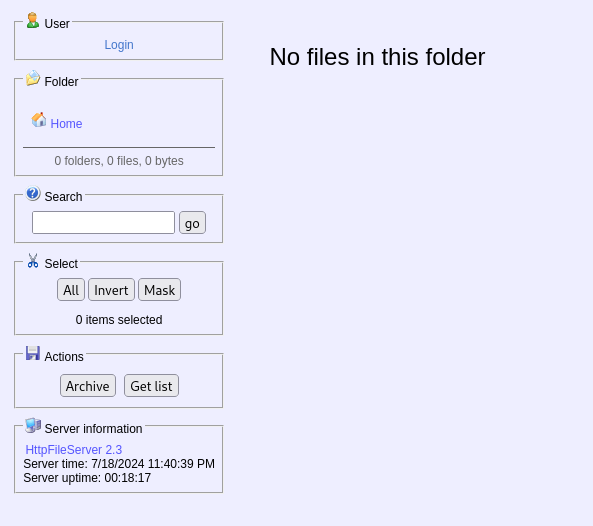 User
Login
Folder
Home
0 folders, 0 files, 0 bytes
Search
go
Select
All Invert Mask
0 items selected
Actions
Archive Get list
Server information
HttpFileServer 2.3
Server time: 7/18/2024 11:40:39 PM
Server uptime: 00:18:17
No files in this folder